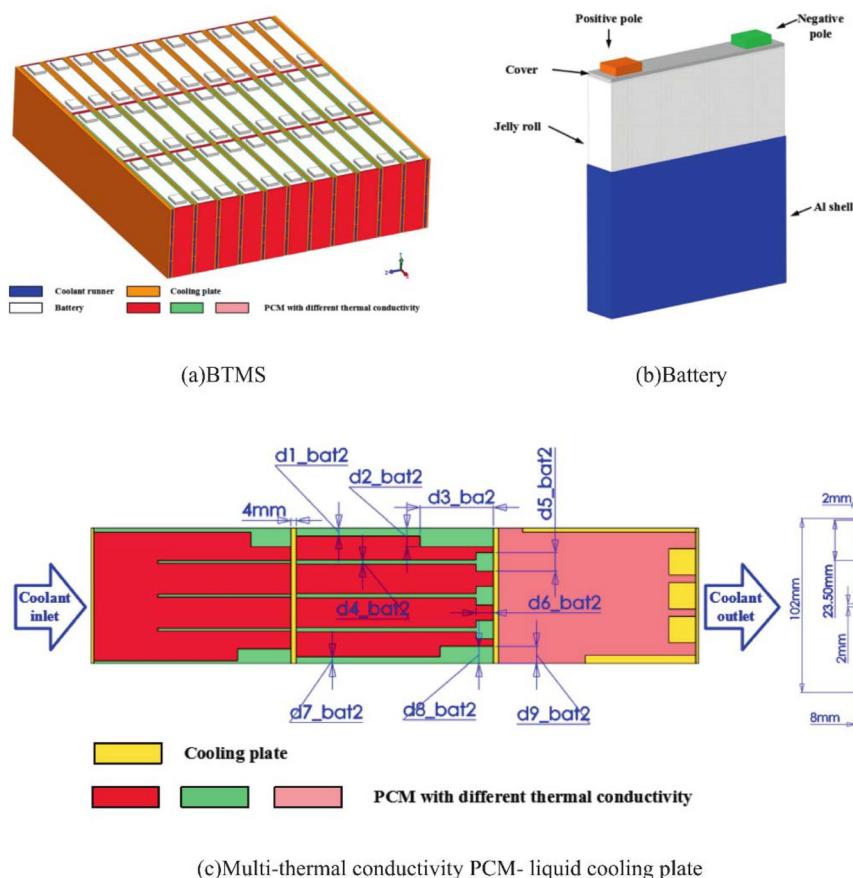 Positive pole
Negative
pole
Cover
Jelly roll
Al shell
Coolant runner
Cooling plate
Battery
PCM with different thermal conductivity
(a)BTMS
(b)Battery
d1_bat2
d2_bat2
d3_ba2
d5_bat2
4mm
2mm
Coolant
inlet
d4_bat2
d6_bat2
Coolant
outlet
102mm
23.50mm
2mm
d7_bat2
d8_bat2
d9_bat2
8mm
Cooling plate
PCM with different thermal conductivity
(c)Multi-thermal conductivity PCM- liquid cooling plate